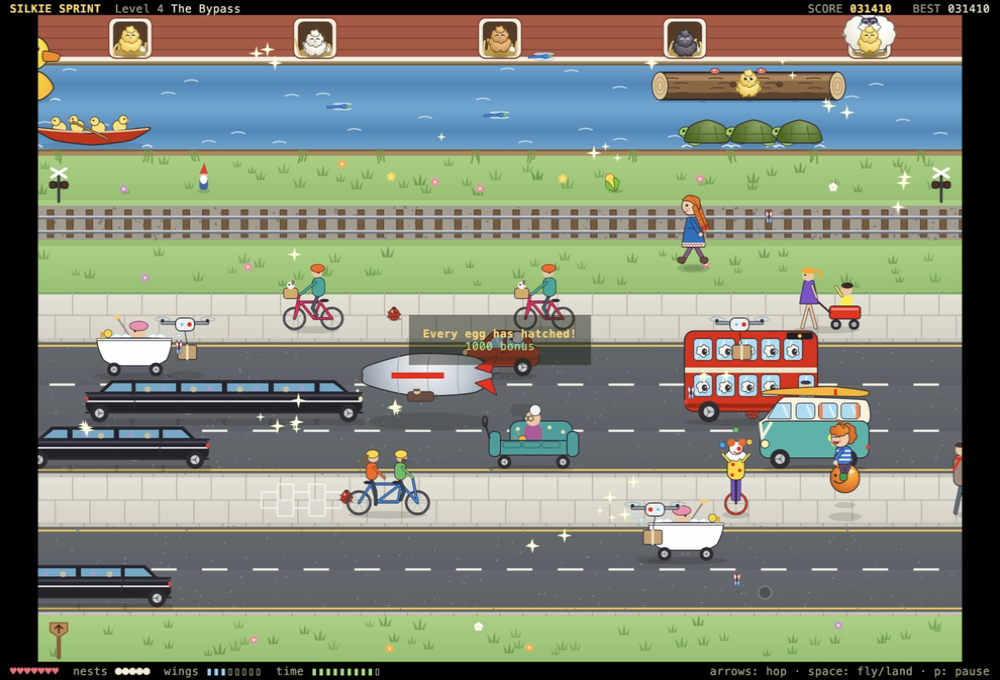 SILKIE SPRINT Level 4 The Bypass SCORE 031410 BEST 031410
Every egg has hatched!
1000 bonus
nests wings time arrows: hop · space: fly/land · p: pause